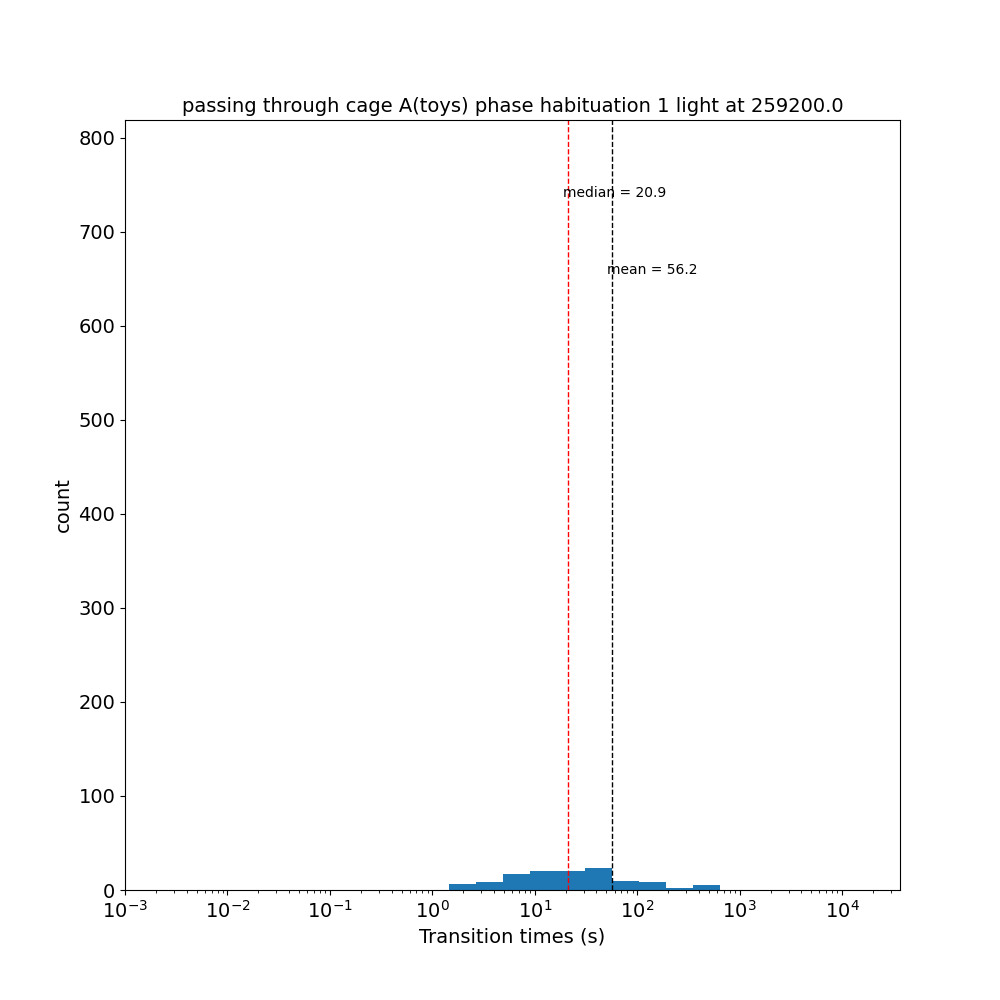 passing through cage A(toys) phase habituation 1 light at 259200.0
800
700
600
500
400
300
200
100
0
count
median = 20.9
mean = 56.2
10⁻³ 10⁻² 10⁻¹ 10⁰ 10¹ 10² 10³ 10⁴
Transition times (s)